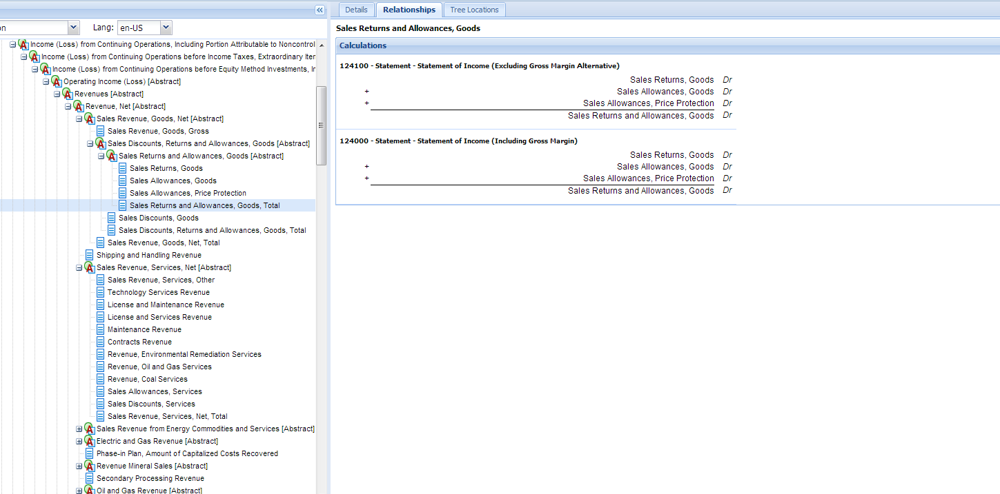 on
Lang:
en-US
Income (Loss) from Continuing Operations, Including Portion Attributable to Noncontrol
Income (Loss) from Continuing Operations before Income Taxes, Extraordinary Iter
Income (Loss) from Continuing Operations before Equity Method Investments, Ir
Operating Income (Loss) [Abstract]
Revenues [Abstract]
Revenue, Net [Abstract]
Sales Revenue, Goods, Net [Abstract]
Sales Revenue, Goods, Gross
Sales Discounts, Returns and Allowances, Goods [Abstract]
Sales Returns and Allowances, Goods [Abstract]
Sales Returns, Goods
Sales Allowances, Goods
Sales Allowances, Price Protection
Sales Returns and Allowances, Goods, Total
Sales Discounts, Goods
Sales Discounts, Returns and Allowances, Goods, Total
Sales Revenue, Goods, Net, Total
Shipping and Handling Revenue
Sales Revenue, Services, Net [Abstract]
Sales Revenue, Services, Other
Technology Services Revenue
License and Maintenance Revenue
License and Services Revenue
Maintenance Revenue
Contracts Revenue
Revenue, Environmental Remediation Services
Revenue, Oil and Gas Services
Revenue, Coal Services
Sales Allowances, Services
Sales Discounts, Services
Sales Revenue, Services, Net, Total
Sales Revenue from Energy Commodities and Services [Abstract]
Electric and Gas Revenue [Abstract]
Phase-in Plan, Amount of Capitalized Costs Recovered
Revenue Mineral Sales [Abstract]
Secondary Processing Revenue
Oil and Gas Revenue [Abstract]
Details
Relationships
Tree Locations
Sales Returns and Allowances, Goods
Calculations
124100 - Statement - Statement of Income (Excluding Gross Margin Alternative)
Sales Returns, Goods Dr
+ Sales Allowances, Goods Dr
+ Sales Allowances, Price Protection Dr
Sales Returns and Allowances, Goods Dr
124000 - Statement - Statement of Income (Including Gross Margin)
Sales Returns, Goods Dr
+ Sales Allowances, Goods Dr
+ Sales Allowances, Price Protection Dr
Sales Returns and Allowances, Goods Dr